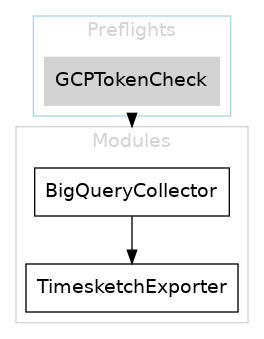 Preflights
GCPTokenCheck
Modules
BigQueryCollector
TimesketchExporter